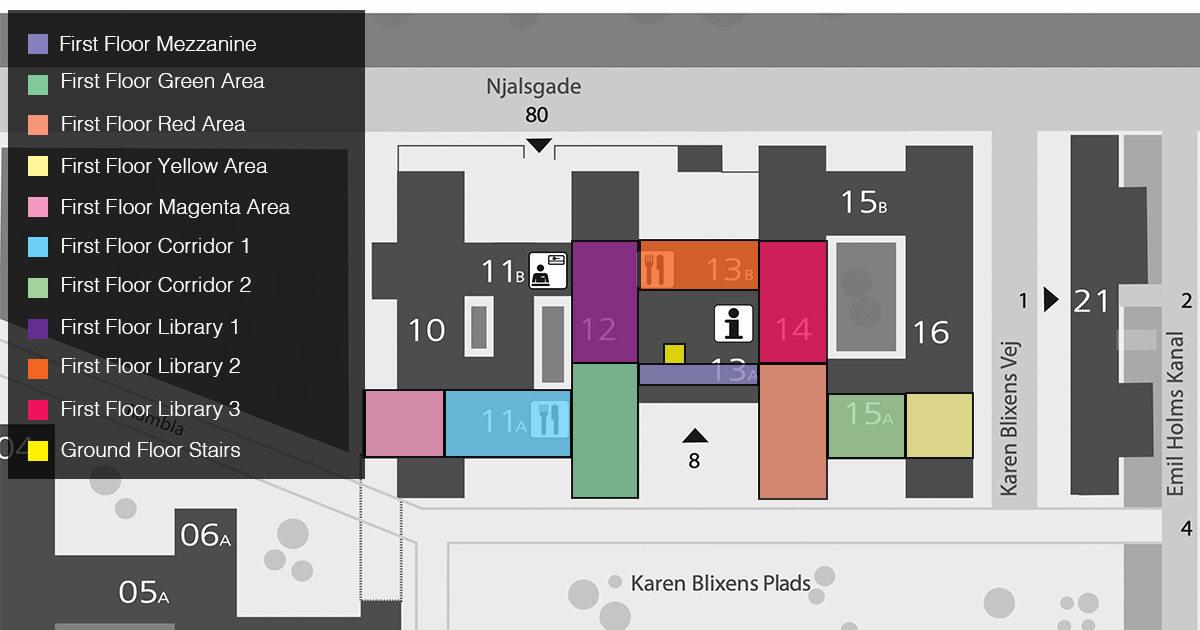 First Floor Mezzanine
First Floor Green Area
First Floor Red Area
First Floor Yellow Area
First Floor Magenta Area
First Floor Corridor 1
First Floor Corridor 2
First Floor Library 1
First Floor Library 2
First Floor Library 3
Ground Floor Stairs
Njalsgade
80
15B
11B
13B
10
12
i
14
16
13A
11A
15A
8
1
21
2
Karen Blixens Vej
Emil Holms Kanal
4
04
06A
05A
Karen Blixens Plads